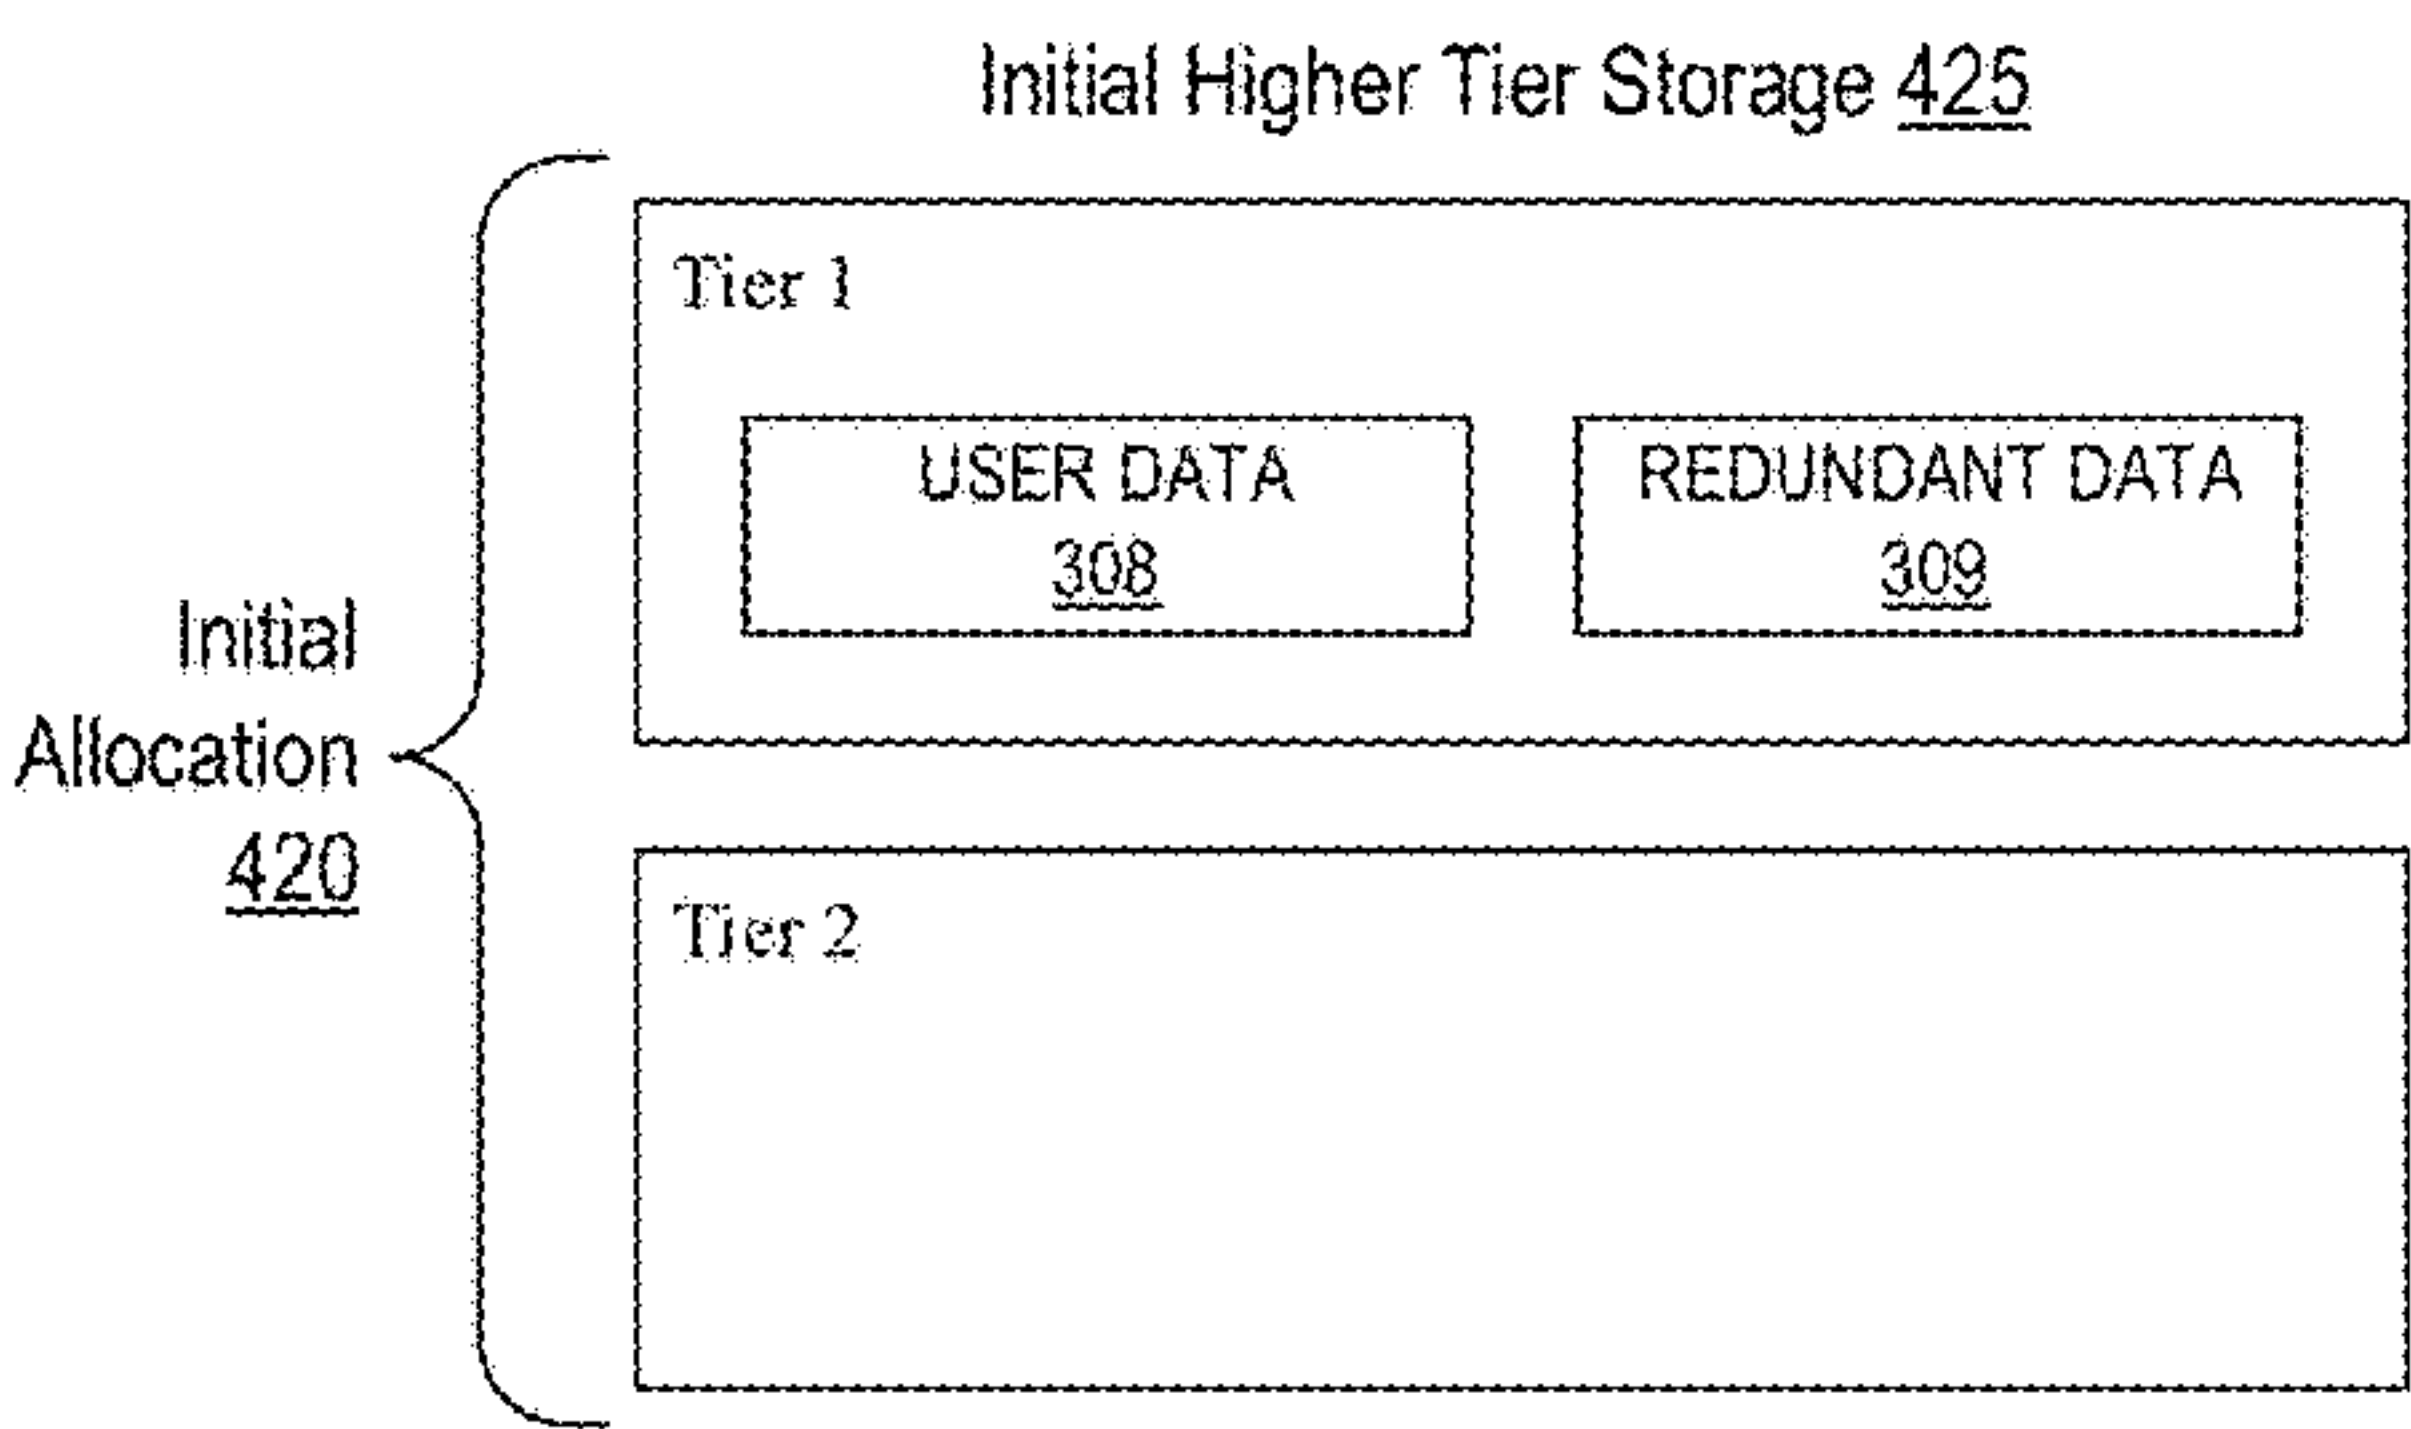 Initial Higher Tier Storage 425
Tier 1
USER DATA
308
REDUNDANT DATA
309
Initial
Allocation
420
Tier 2